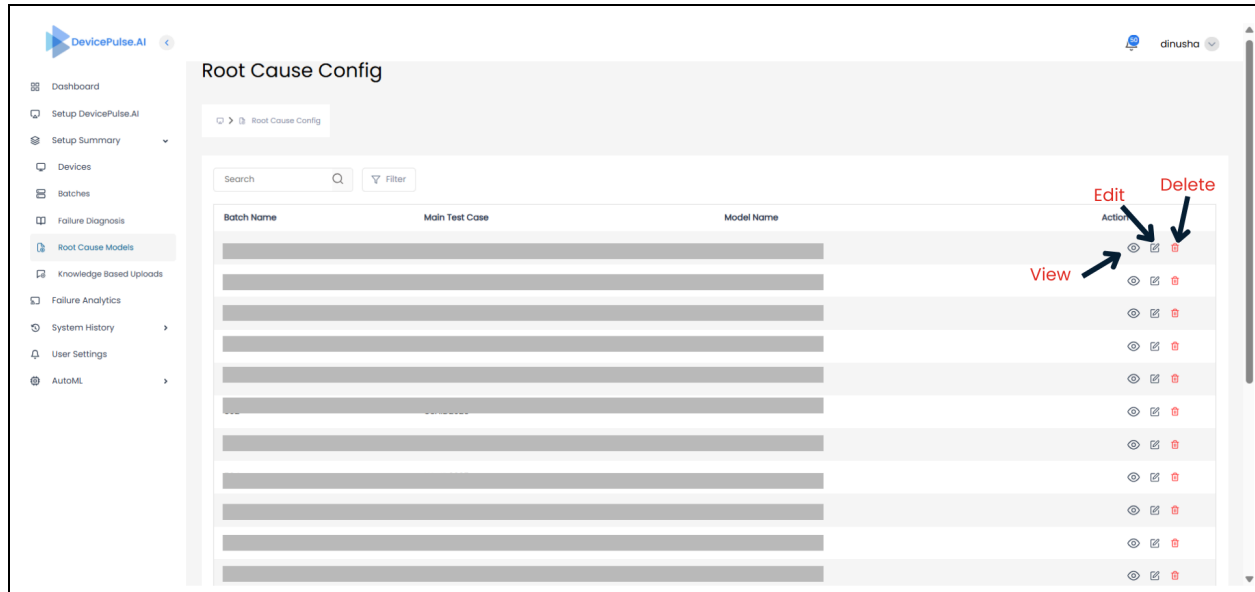 DevicePulse.AI
50
dinusha
Root Cause Config
Dashboard
Setup DevicePulse.AI
Root Cause Config
Setup Summary
Devices
Search
Filter
Batches
Edit
Delete
Failure Diagnosis
Batch Name
Main Test Case
Model Name
Action
Root Cause Models
View
Knowledge Based Uploads
Failure Analytics
System History
User Settings
AutoML